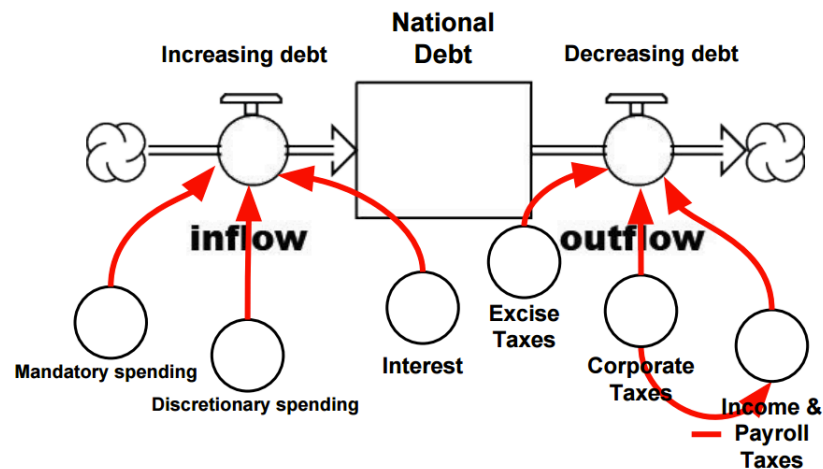 National
Debt
Increasing debt
Decreasing debt
inflow
outflow
Mandatory spending
Discretionary spending
Interest
Excise
Taxes
Corporate
Taxes
Income &
Payroll
Taxes